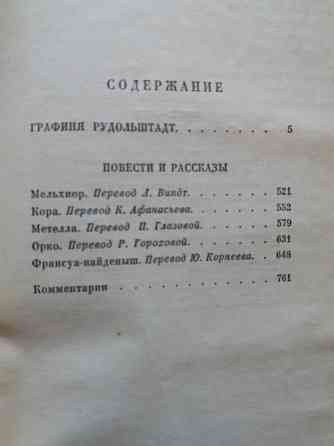 СОДЕРЖАНИЕ
ГРАФИНЯ РУДОЛЬШТАДТ. . . . . . . . 5
ПОВЕСТИ И РАССКАЗЫ
Мельхиор. Перевод Л. Виндт. . . . . . . . 521
Кора. Перевод К. Афанасьева. . . . . . . . 552
Метелла. Перевод И. Глазовой. . . . . . . 579
Орко. Перевод Р. Гороховой. . . . . . . . 631
Франсуа-найденыш. Перевод Ю. Корнеева. . 648
Комментарии . . . . . . . . . . . . . 761